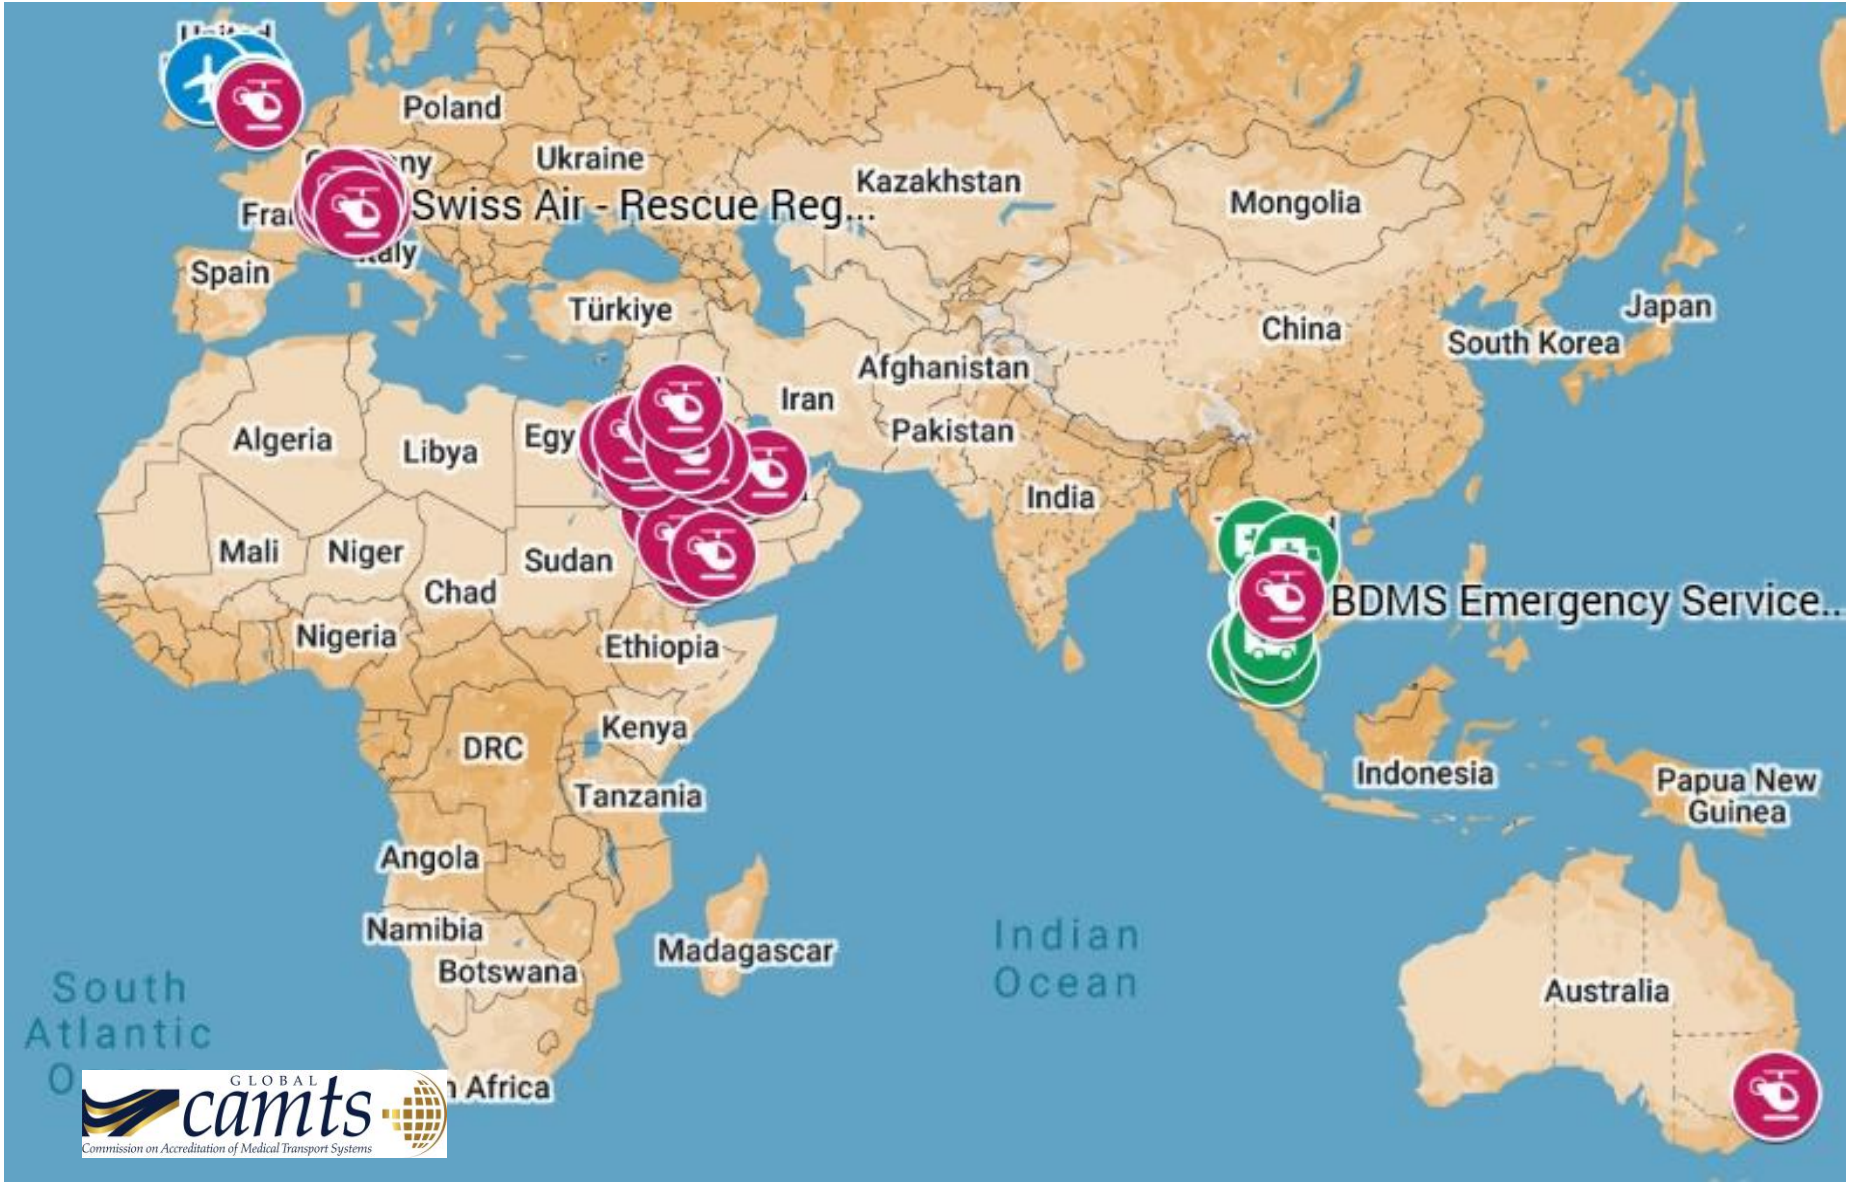 United
Poland
Ukraine
Kazakhstan
Mongolia
Swiss Air - Rescue Reg...
Spain
Türkiye
Japan
China
South Korea
Afghanistan
Iran
Pakistan
Algeria
Libya
Egy
India
Mali
Niger
Sudan
Chad
BDMS Emergency Service..
Nigeria
Ethiopia
Kenya
DRC
Indonesia
Papua New
Guinea
Tanzania
Angola
Namibia
Madagascar
Indian
Ocean
Botswana
South
Atlantic
O
Australia
GLOBAL
camts
Commission on Accreditation of Medical Transport Systems
n Africa